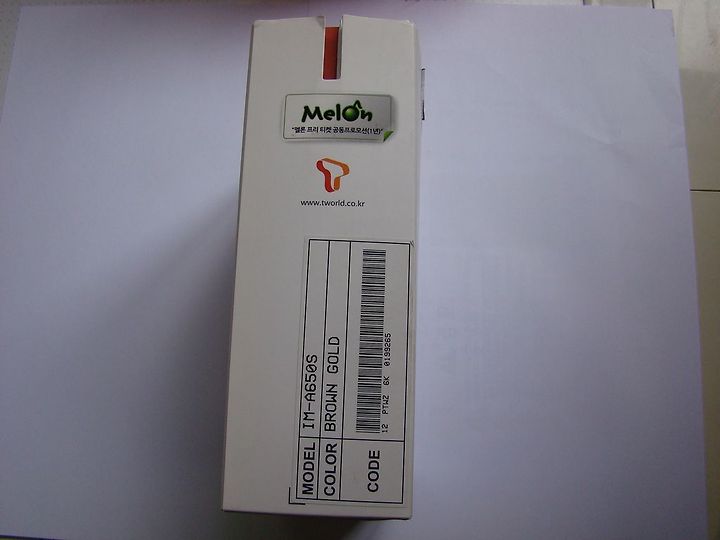 Melon
"멜론 프리 티켓 공동프로모션(1년)"
www.tworld.co.kr
MODEL IM-A650S
COLOR BROWN GOLD
CODE
12 PTWZ 6K 0199265